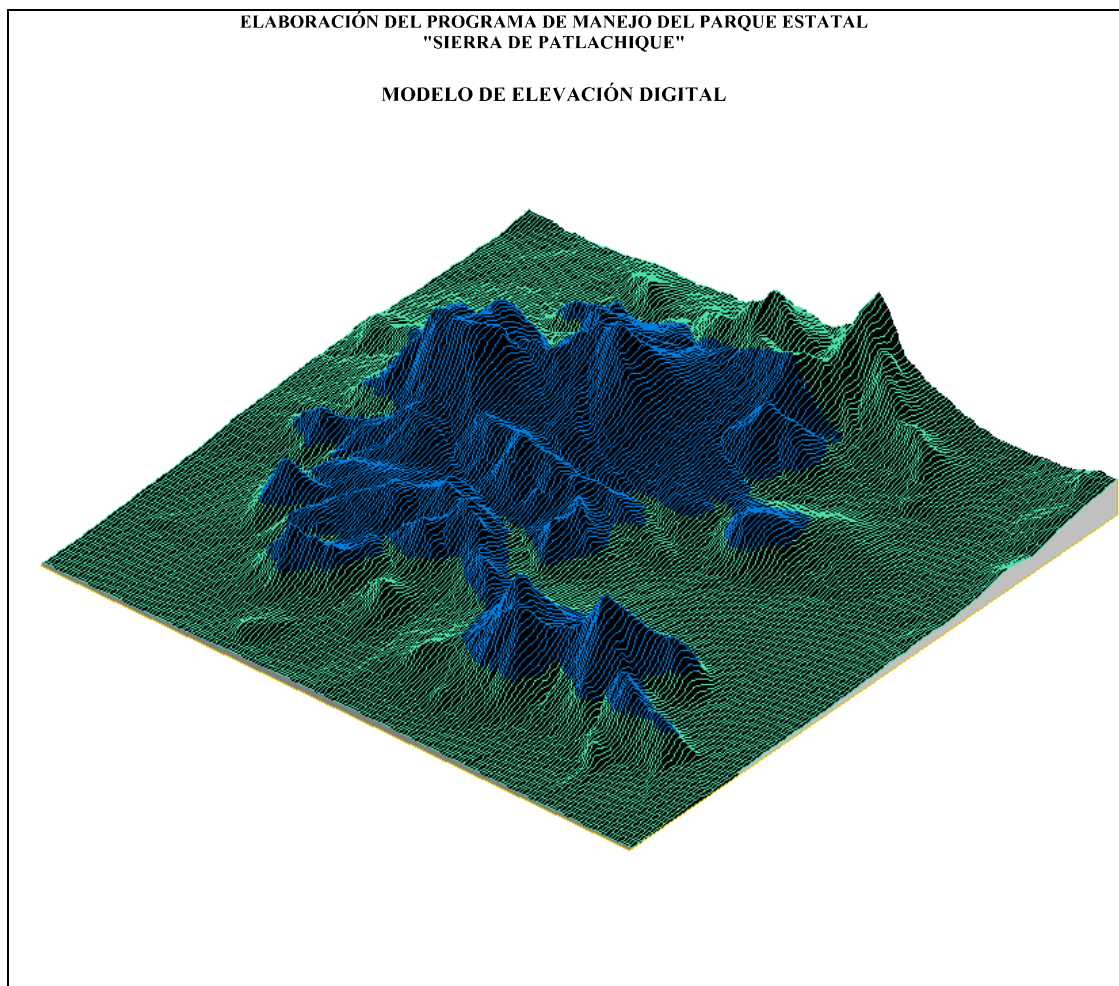 ELABORACIÓN DEL PROGRAMA DE MANEJO DEL PARQUE ESTATAL
"SIERRA DE PATLACHIQUE"
MODELO DE ELEVACIÓN DIGITAL